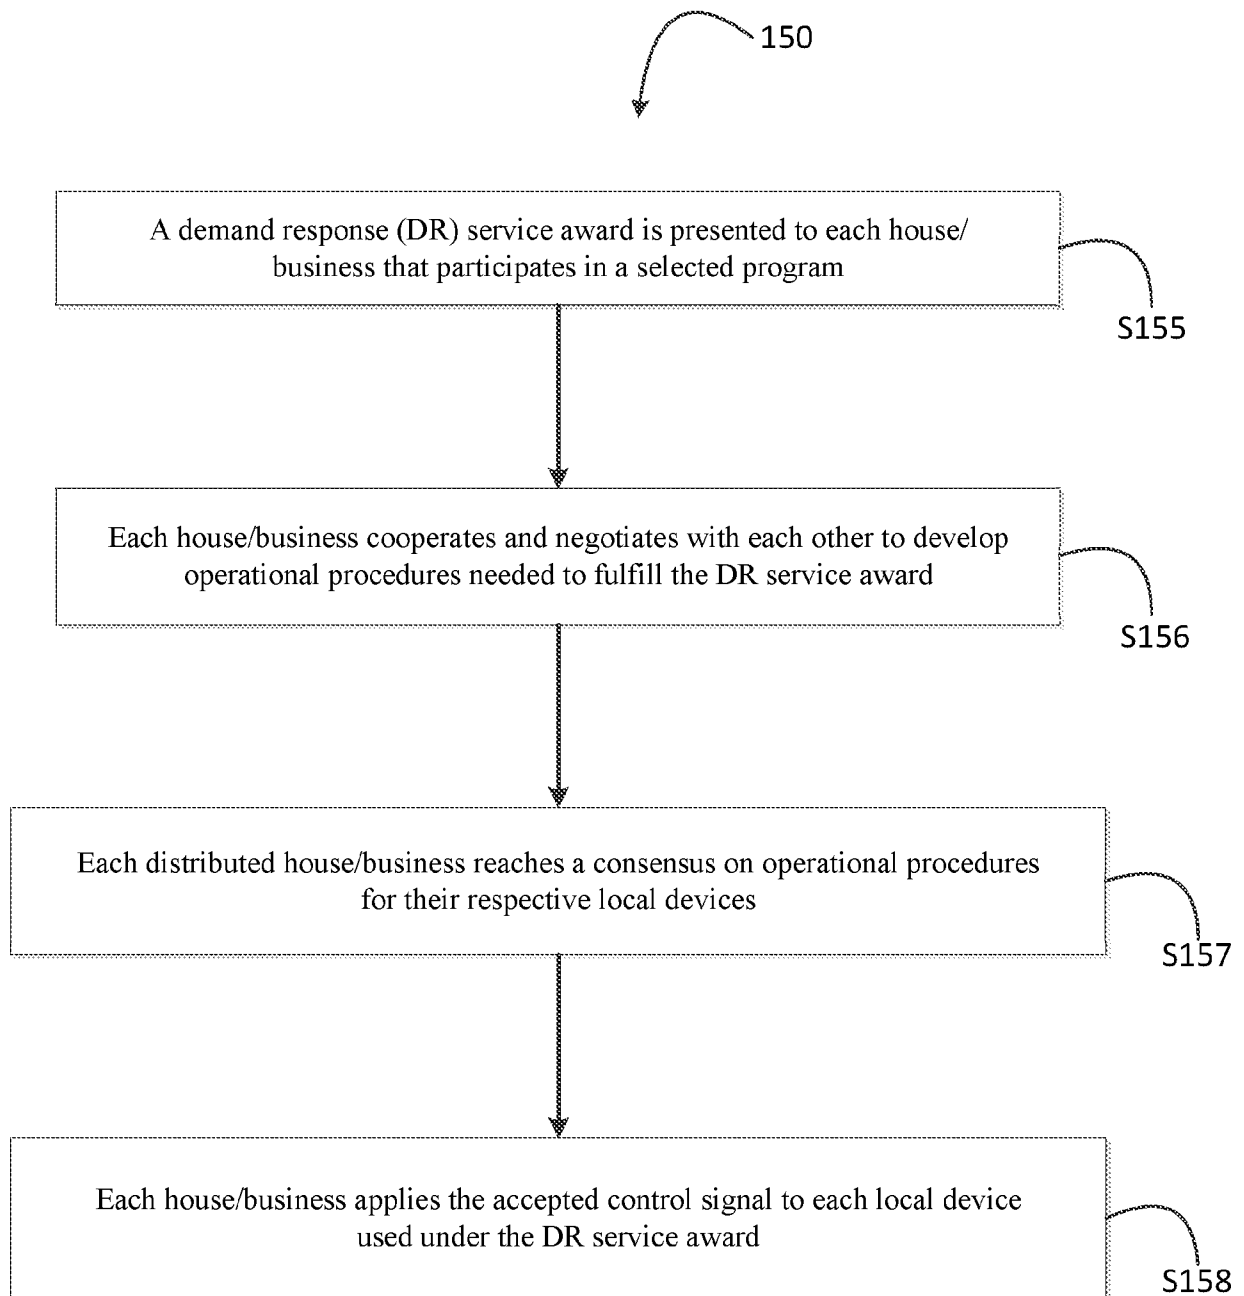 150
A demand response (DR) service award is presented to each house/
business that participates in a selected program
S155
Each house/business cooperates and negotiates with each other to develop
operational procedures needed to fulfill the DR service award
S156
Each distributed house/business reaches a consensus on operational procedures
for their respective local devices
S157
Each house/business applies the accepted control signal to each local device
used under the DR service award
S158